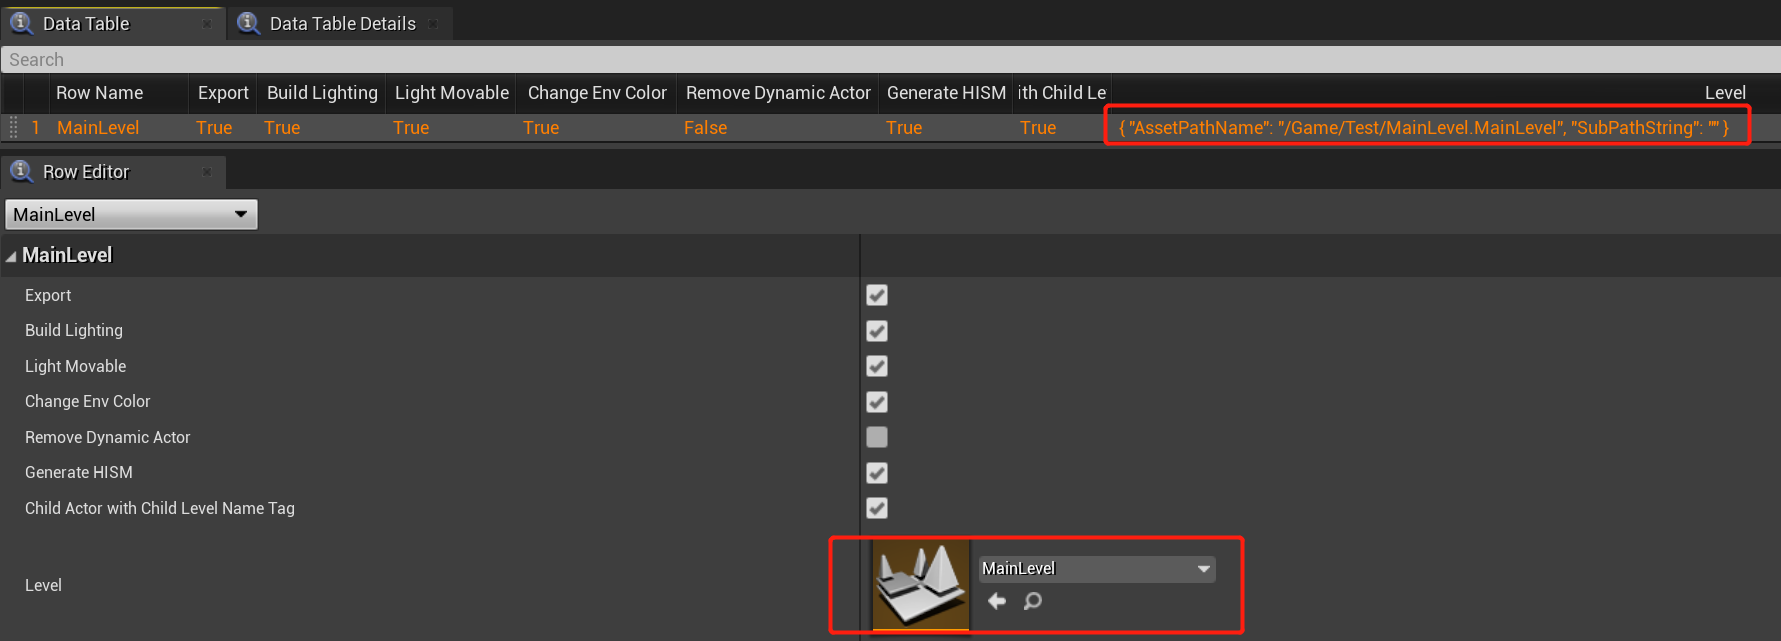 Data Table Data Table Details
Search
Row Name Export Build Lighting Light Movable Change Env Color Remove Dynamic Actor Generate HISM ith Child Le Level
1 MainLevel True True True True False True True { "AssetPathName": "/Game/Test/MainLevel.MainLevel", "SubPathString": "" }
Row Editor
MainLevel
MainLevel
Export
Build Lighting
Light Movable
Change Env Color
Remove Dynamic Actor
Generate HISM
Child Actor with Child Level Name Tag
MainLevel
Level